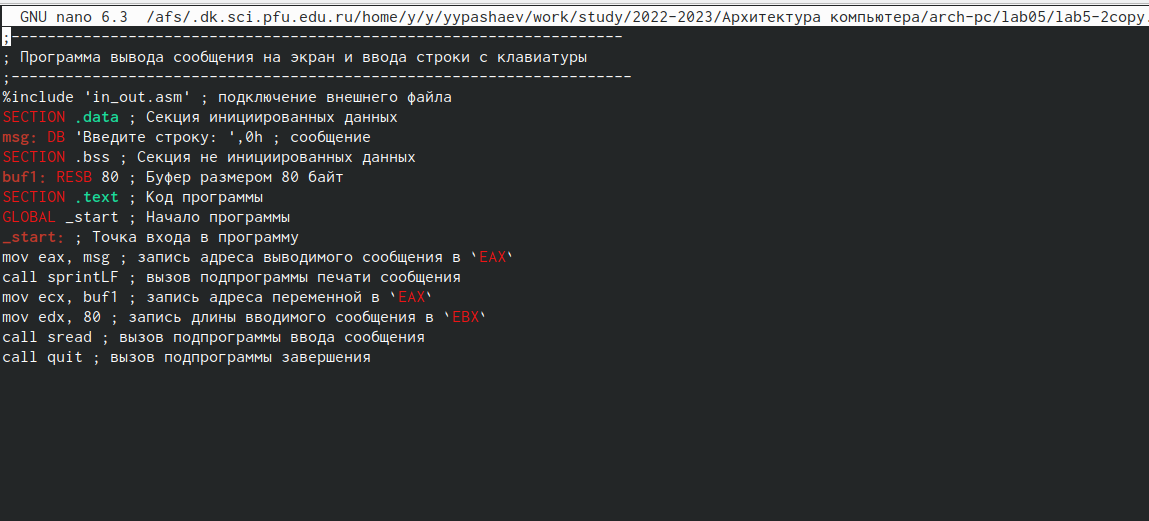 GNU nano 6.3 /afs/.dk.sci.pfu.edu.ru/home/y/y/yypashaev/work/study/2022-2023/Архитектура компьютера/arch-pc/lab05/lab5-2copy.
;--------------------------------------------------------------------
; Программа вывода сообщения на экран и ввода строки с клавиатуры
;---------------------------------------------------------------------
%include 'in_out.asm' ; подключение внешнего файла
SECTION .data ; Секция инициированных данных
msg: DB 'Введите строку: ',0h ; сообщение
SECTION .bss ; Секция не инициированных данных
buf1: RESB 80 ; Буфер размером 80 байт
SECTION .text ; Код программы
GLOBAL _start ; Начало программы
_start: ; Точка входа в программу
mov eax, msg ; запись адреса выводимого сообщения в `EAX`
call sprintLF ; вызов подпрограммы печати сообщения
mov ecx, buf1 ; запись адреса переменной в `EAX`
mov edx, 80 ; запись длины вводимого сообщения в `EBX`
call sread ; вызов подпрограммы ввода сообщения
call quit ; вызов подпрограммы завершения